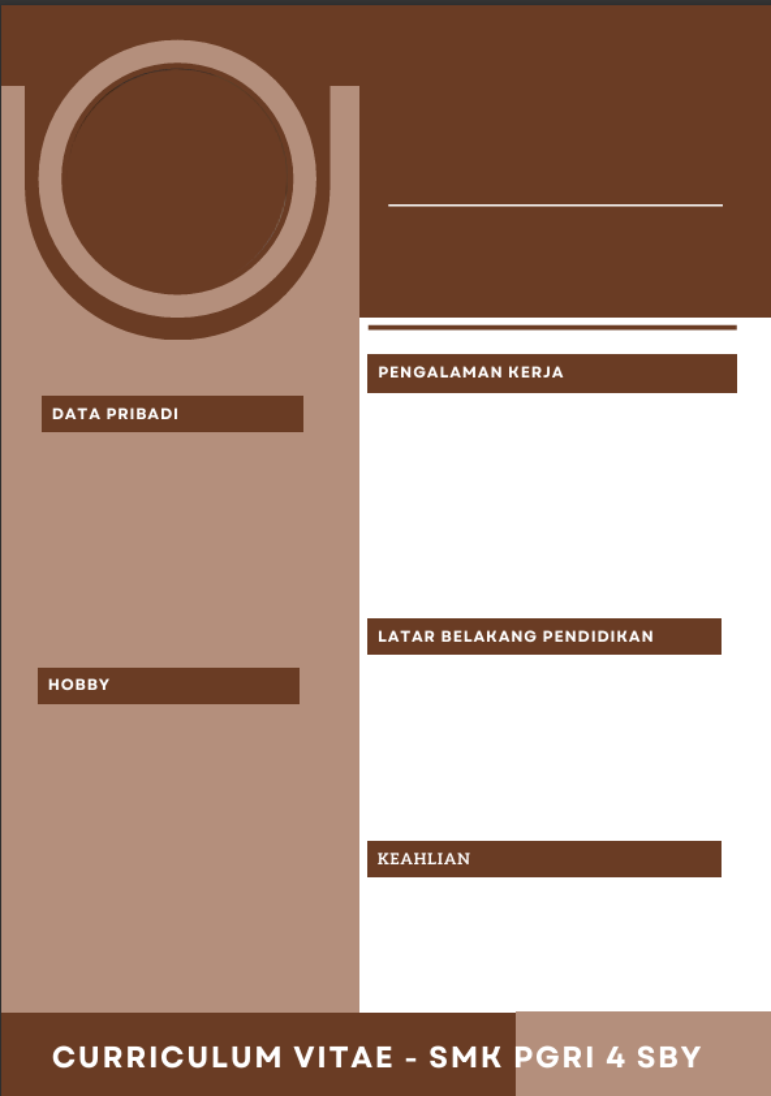 DATA PRIBADI
HOBBY
PENGALAMAN KERJA
LATAR BELAKANG PENDIDIKAN
KEAHLIAN
CURRICULUM VITAE - SMK PGRI 4 SBY